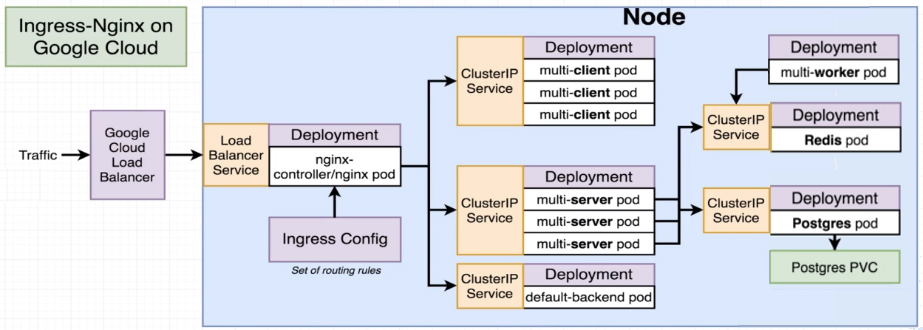 Ingress-Nginx on
Google Cloud
Node
Traffic
Google
Cloud
Load
Balancer
Load
Balancer
Service
Deployment
nginx-
controller/nginx pod
Ingress Config
Set of routing rules
ClusterIP
Service
Deployment
multi-client pod
multi-client pod
multi-client pod
ClusterIP
Service
Deployment
multi-server pod
multi-server pod
multi-server pod
ClusterIP
Service
Deployment
default-backend pod
Deployment
multi-worker pod
ClusterIP
Service
Deployment
Redis pod
ClusterIP
Service
Deployment
Postgres pod
Postgres PVC